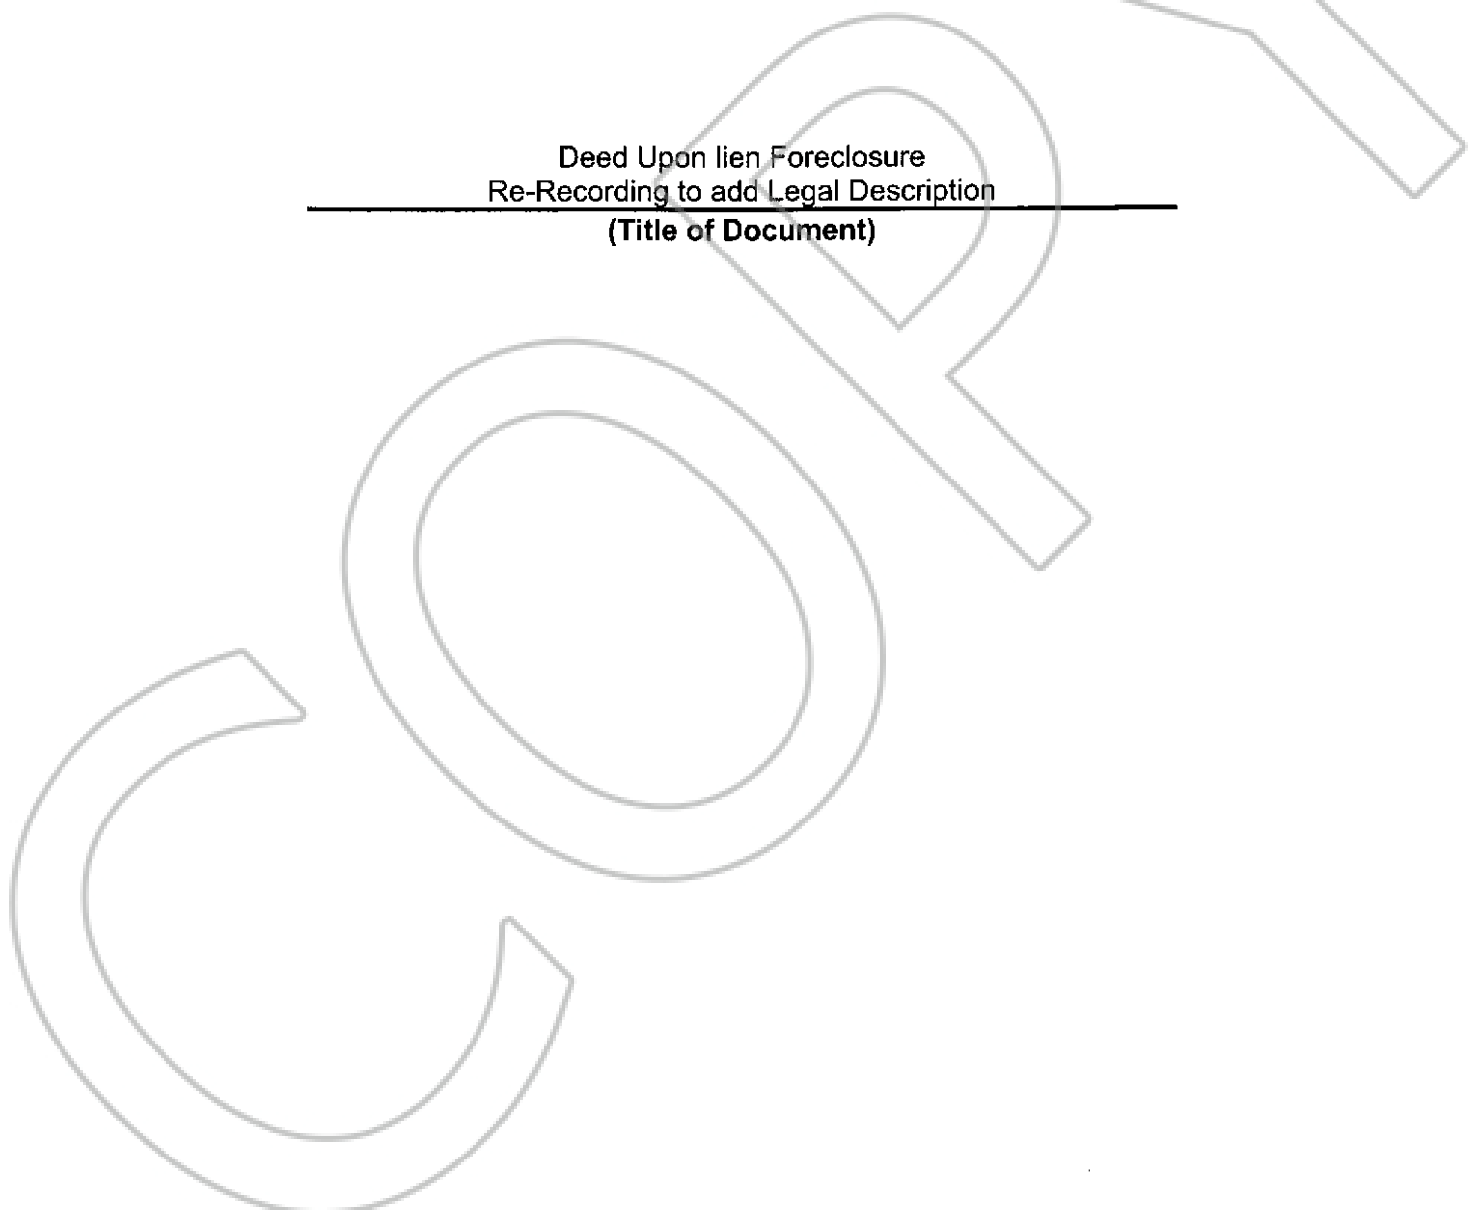 Deed Upon lien Foreclosure
Re-Recording to add Legal Description
(Title of Document)
COPY